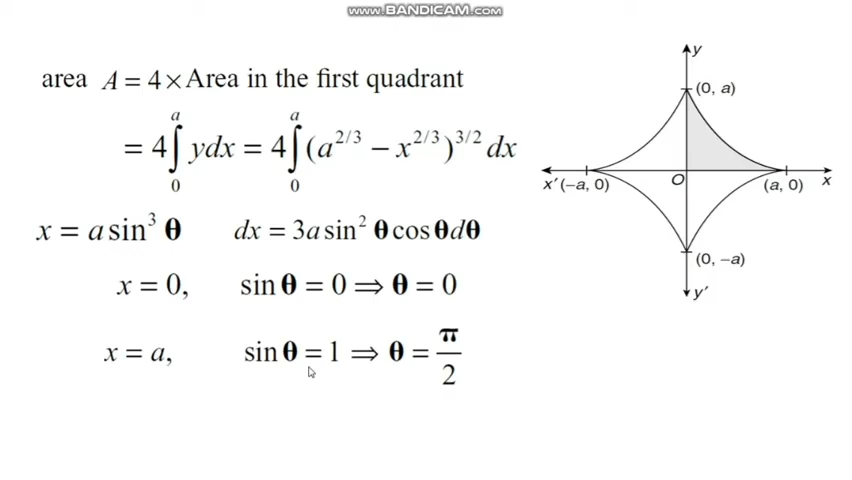 www.BANDICAM.com
area A = 4 × Area in the first quadrant
= 4∫₀ᵃ ydx = 4∫₀ᵃ (a^{2/3} − x^{2/3})^{3/2} dx
x = a sin³ θ dx = 3a sin² θ cos θ dθ
x = 0, sin θ = 0 ⇒ θ = 0
x = a, sin θ = 1 ⇒ θ = π/2
y
(0, a)
x′ (−a, 0) O (a, 0) x
(0, −a)
y′